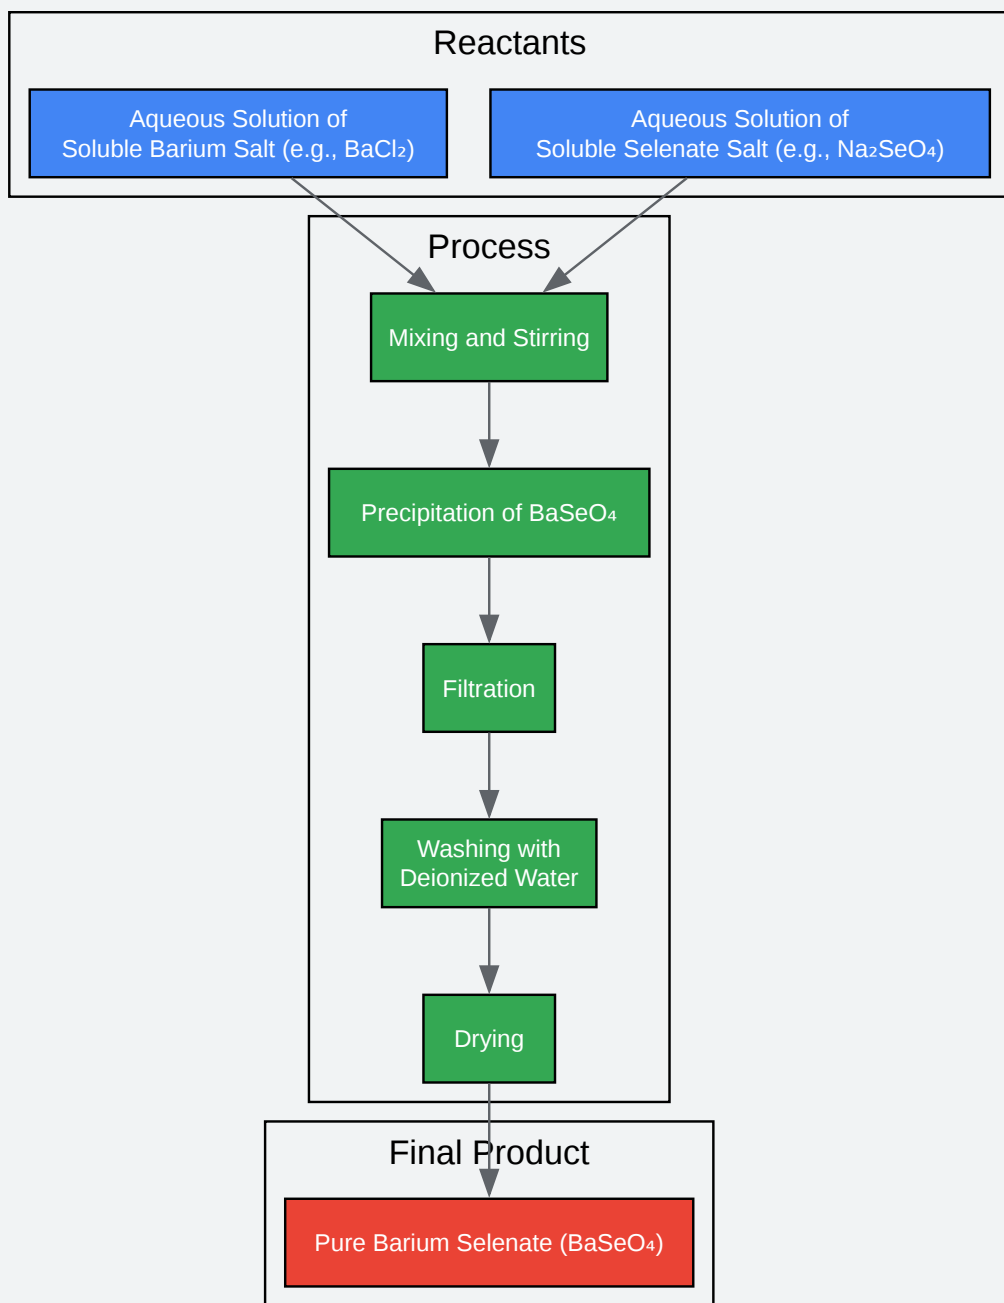 Reactants
Aqueous Solution of
Soluble Barium Salt (e.g., BaCl₂)
Aqueous Solution of
Soluble Selenate Salt (e.g., Na₂SeO₄)
Process
Mixing and Stirring
Precipitation of BaSeO₄
Filtration
Washing with
Deionized Water
Drying
Final Product
Pure Barium Selenate (BaSeO₄)